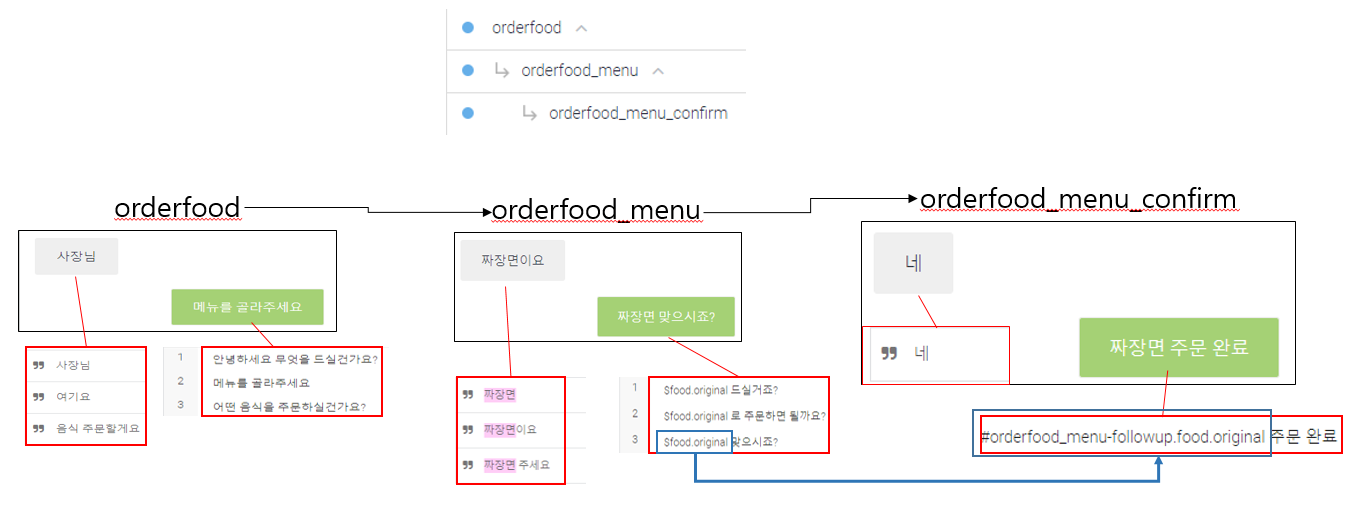 orderfood
orderfood_menu
orderfood_menu_confirm
orderfood
orderfood_menu
orderfood_menu_confirm
사장님
메뉴를 골라주세요
짜장면이요
짜장면 맞으시죠?
네
짜장면 주문 완료
사장님
여기요
음식 주문할게요
1 안녕하세요 무엇을 드실건가요?
2 메뉴를 골라주세요
3 어떤 음식을 주문하실건가요?
짜장면
짜장면이요
짜장면 주세요
1 $food.original 드실거죠?
2 $food.original 로 주문하면 될까요?
3 $food.original 맞으시죠?
네
#orderfood_menu-followup.food.original 주문 완료